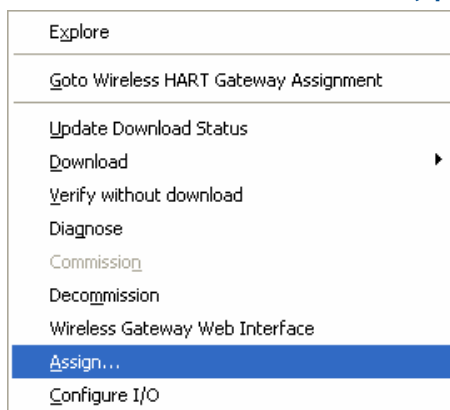 Explore
Goto Wireless HART Gateway Assignment
Update Download Status
Download
Verify without download
Diagnose
Commission
Decommission
Wireless Gateway Web Interface
Assign...
Configure I/O